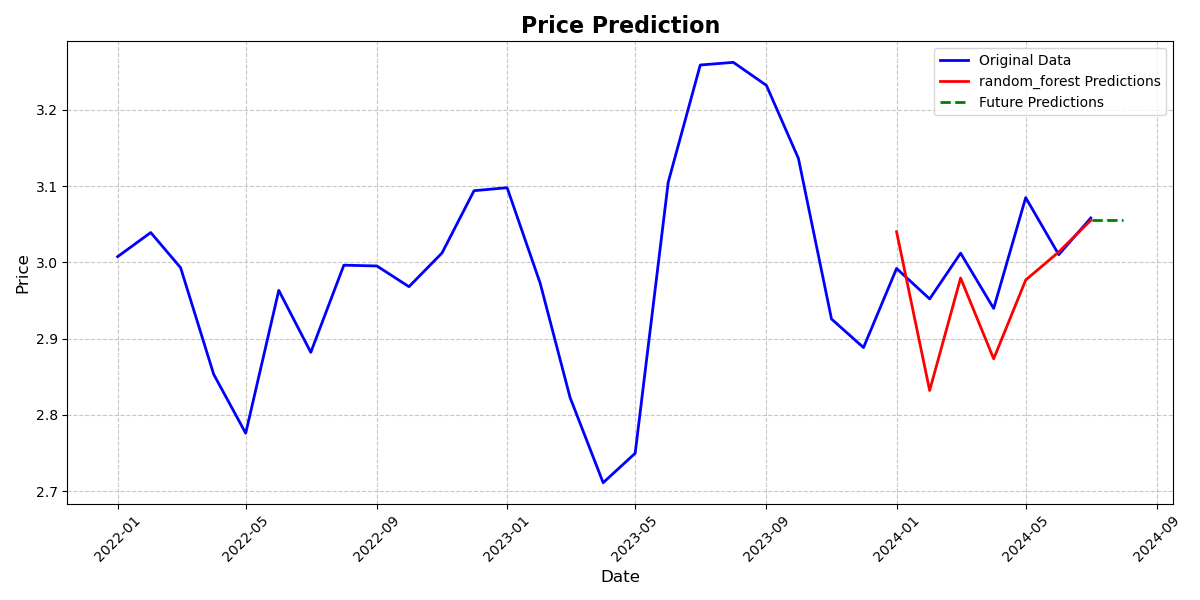 Price Prediction
Original Data
random_forest Predictions
Future Predictions
Price
3.2
3.1
3.0
2.9
2.8
2.7
2022-01
2022-05
2022-09
2023-01
2023-05
2023-09
2024-01
2024-05
2024-09
Date